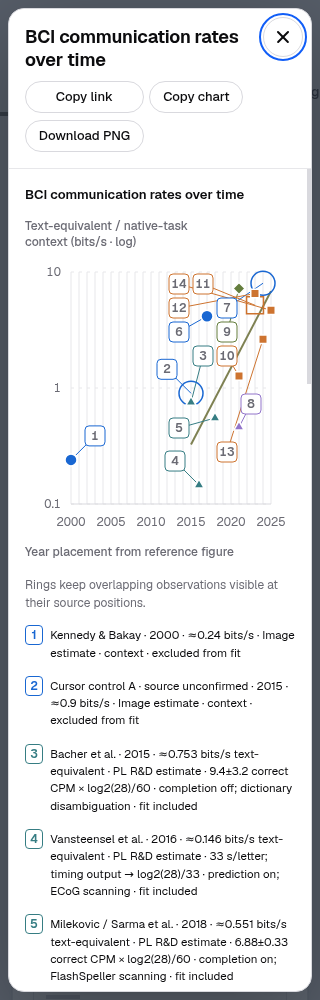 BCI communication rates
over time
Copy link
Copy chart
Download PNG
BCI communication rates over time
Text-equivalent / native-task
context (bits/s · log)
10
14
11
12
7
6
9
3
10
2
1
8
1
5
13
4
0.1
2000 2005 2010 2015 2020 2025
Year placement from reference figure
Rings keep overlapping observations visible at
their source positions.
1 Kennedy & Bakay · 2000 · ≈0.24 bits/s · Image
estimate · context · excluded from fit
2 Cursor control A · source unconfirmed · 2015 ·
≈0.9 bits/s · Image estimate · context ·
excluded from fit
3 Bacher et al. · 2015 · ≈0.753 bits/s text-
equivalent · PL R&D estimate · 9.4±3.2 correct
CPM × log2(28)/60 · completion off; dictionary
disambiguation · fit included
4 Vansteensel et al. · 2016 · ≈0.146 bits/s text-
equivalent · PL R&D estimate · 33 s/letter;
timing output → log2(28)/33 · prediction on;
ECoG scanning · fit included
5 Milekovic / Sarma et al. · 2018 · ≈0.551 bits/s
text-equivalent · PL R&D estimate · 6.88±0.33
correct CPM × log2(28)/60 · completion on;
FlashSpeller scanning · fit included